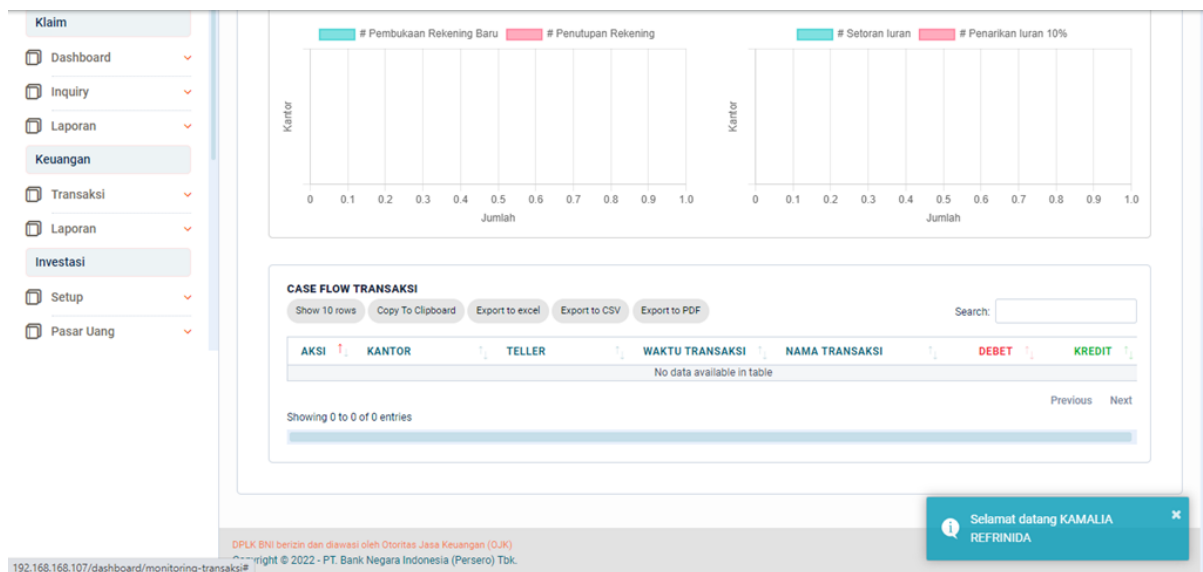 Klaim
Dashboard
Inquiry
Laporan
Keuangan
Transaksi
Laporan
Investasi
Setup
Pasar Uang
# Pembukaan Rekening Baru # Penutupan Rekening
Kantor
0 0.1 0.2 0.3 0.4 0.5 0.6 0.7 0.8 0.9 1.0
Jumlah
# Setoran Iuran # Penarikan Iuran 10%
Kantor
0 0.1 0.2 0.3 0.4 0.5 0.6 0.7 0.8 0.9 1.0
Jumlah
CASE FLOW TRANSAKSI
Show 10 rows Copy To Clipboard Export to excel Export to CSV Export to PDF Search:
AKSI KANTOR TELLER WAKTU TRANSAKSI NAMA TRANSAKSI DEBET KREDIT
No data available in table
Previous Next
Showing 0 to 0 of 0 entries
Selamat datang KAMALIA
REFRINIDA
DPLK BNI berizin dan diawasi oleh Otoritas Jasa Keuangan (OJK)
Copyright © 2022 - PT. Bank Negara Indonesia (Persero) Tbk.
192.168.168.107/dashboard/monitoring-transaksi#